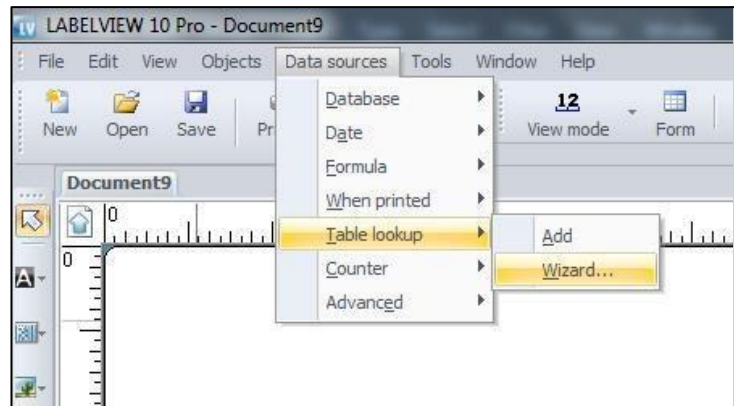 LV LABELVIEW 10 Pro - Document9
File Edit View Objects Data sources Tools Window Help
New Open Save Pr
12
View mode Form
Database
Date
Formula
When printed
Table lookup
Counter
Advanced
Add
Wizard...
Document9
0
0
A